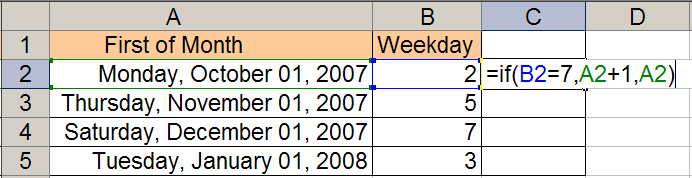 A B C D
1 First of Month Weekday
2 Monday, October 01, 2007 2 =if(B2=7,A2+1,A2)
3 Thursday, November 01, 2007 5
4 Saturday, December 01, 2007 7
5 Tuesday, January 01, 2008 3